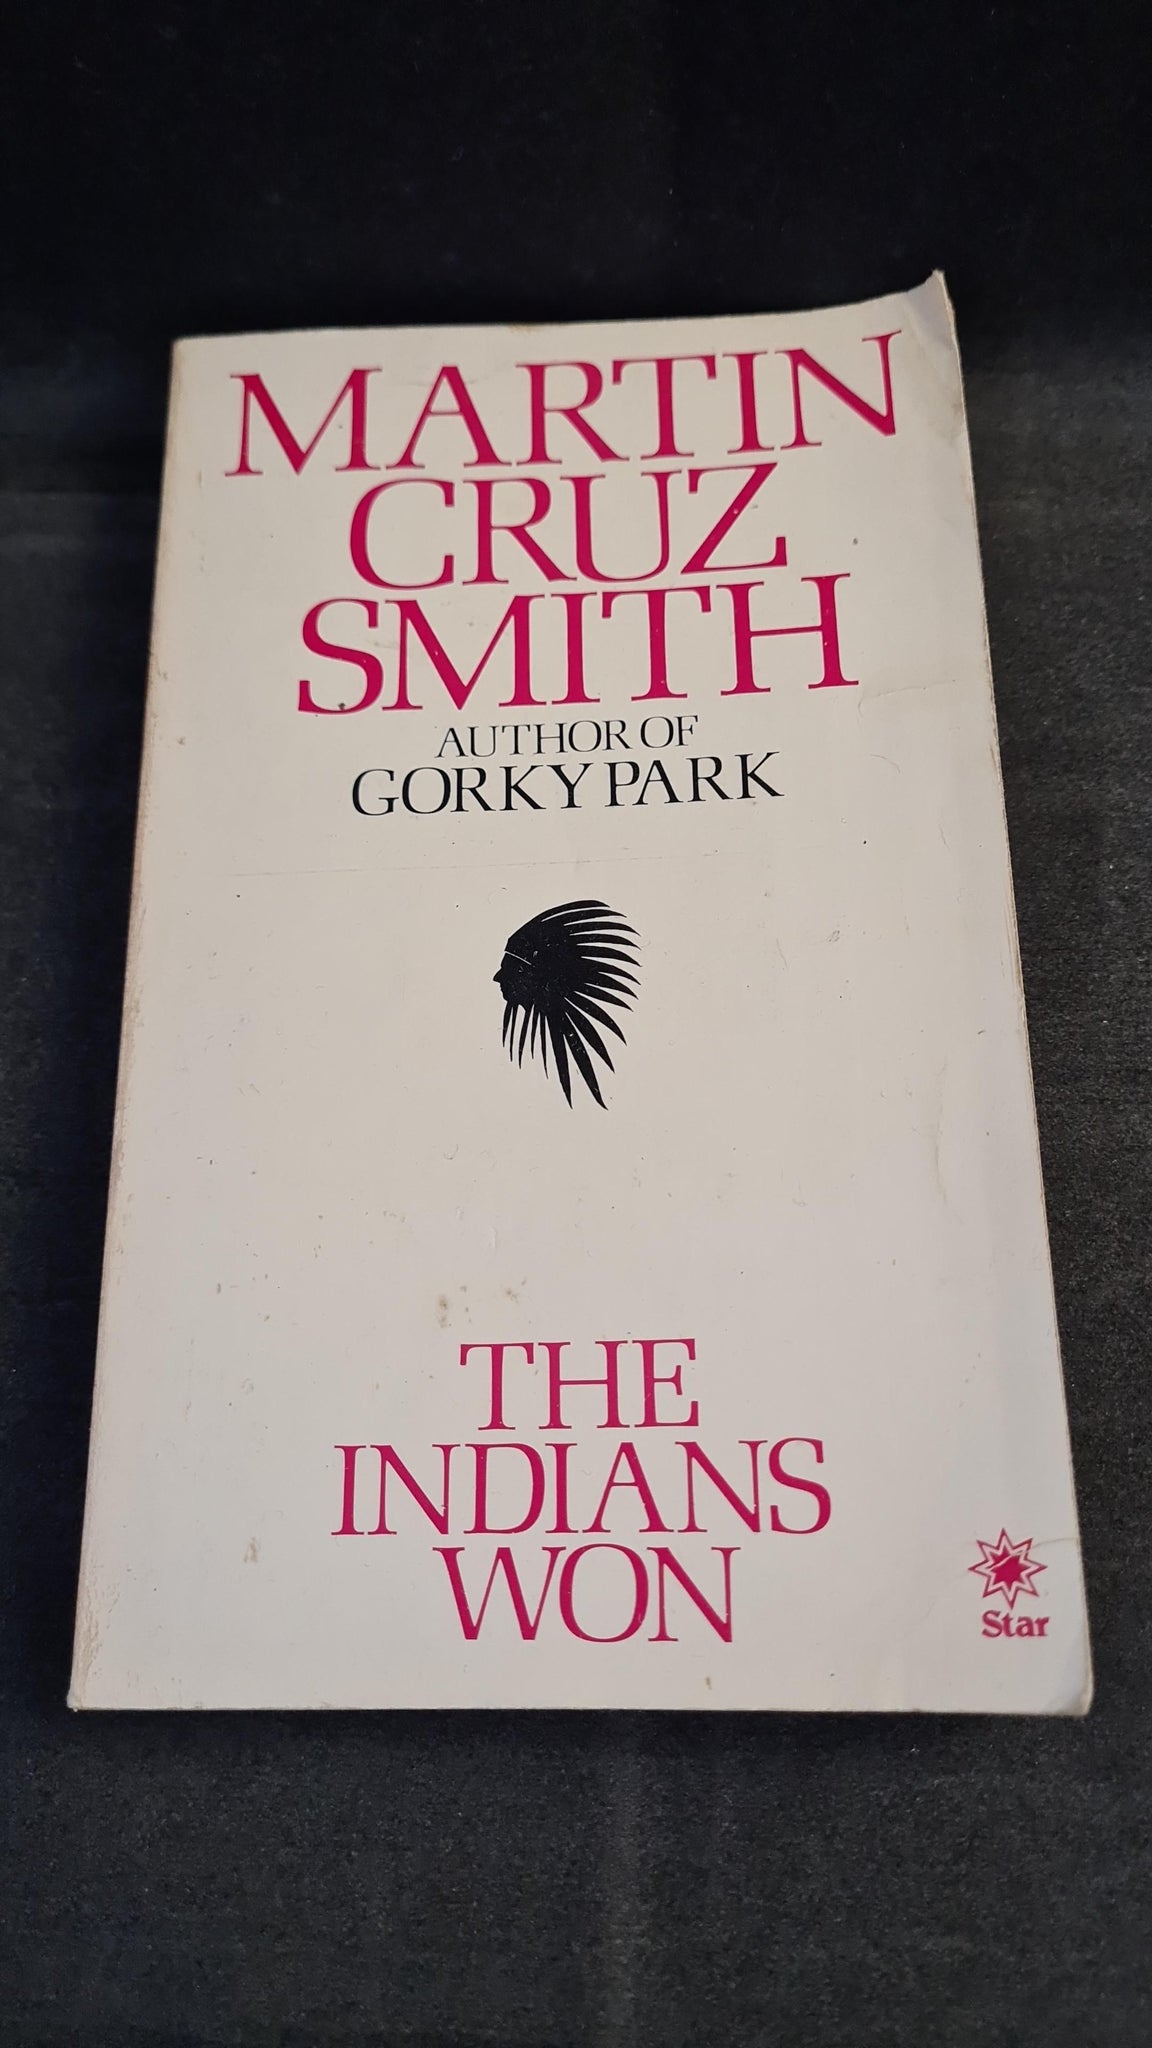 MARTIN
CRUZ
SMITH
AUTHOR OF
GORKY PARK
THE
INDIANS
WON
Star